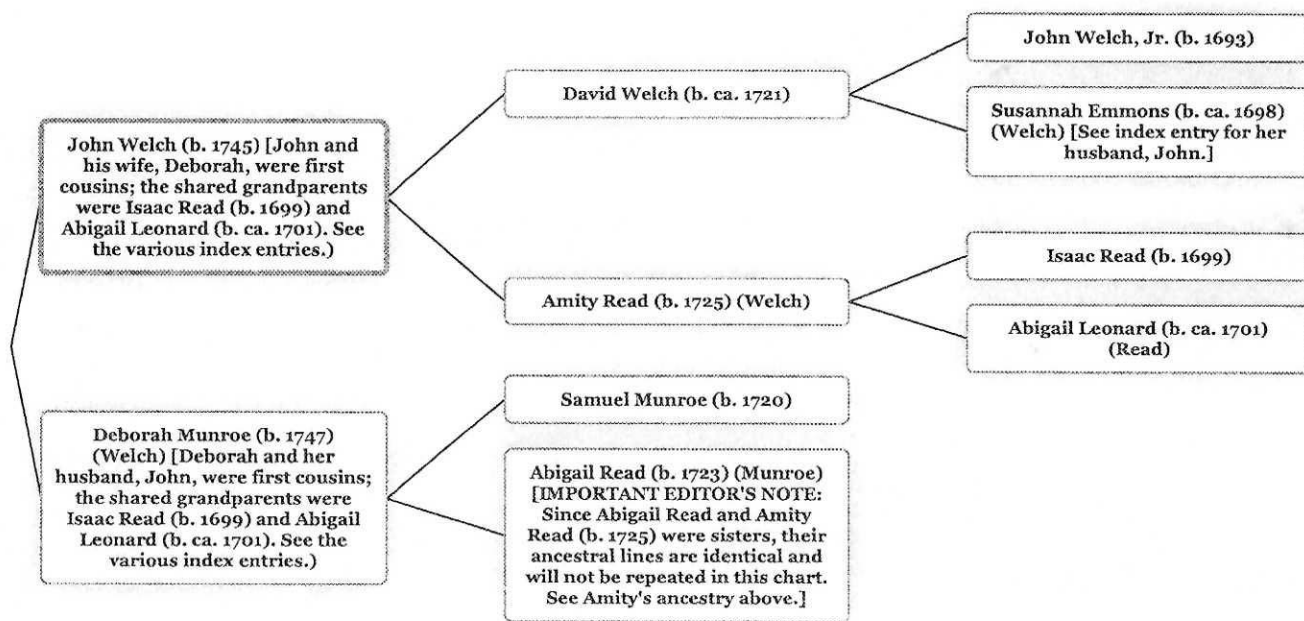 John Welch (b. 1745) [John and
his wife, Deborah, were first
cousins; the shared grandparents
were Isaac Read (b. 1699) and
Abigail Leonard (b. ca. 1701). See
the various index entries.)
Deborah Munroe (b. 1747)
(Welch) [Deborah and her
husband, John, were first cousins;
the shared grandparents were
Isaac Read (b. 1699) and Abigail
Leonard (b. ca. 1701). See the
various index entries.)
David Welch (b. ca. 1721)
Amity Read (b. 1725) (Welch)
Samuel Munroe (b. 1720)
Abigail Read (b. 1723) (Munroe)
[IMPORTANT EDITOR'S NOTE:
Since Abigail Read and Amity
Read (b. 1725) were sisters, their
ancestral lines are identical and
will not be repeated in this chart.
See Amity's ancestry above.]
John Welch, Jr. (b. 1693)
Susannah Emmons (b. ca. 1698)
(Welch) [See index entry for her
husband, John.]
Isaac Read (b. 1699)
Abigail Leonard (b. ca. 1701)
(Read)